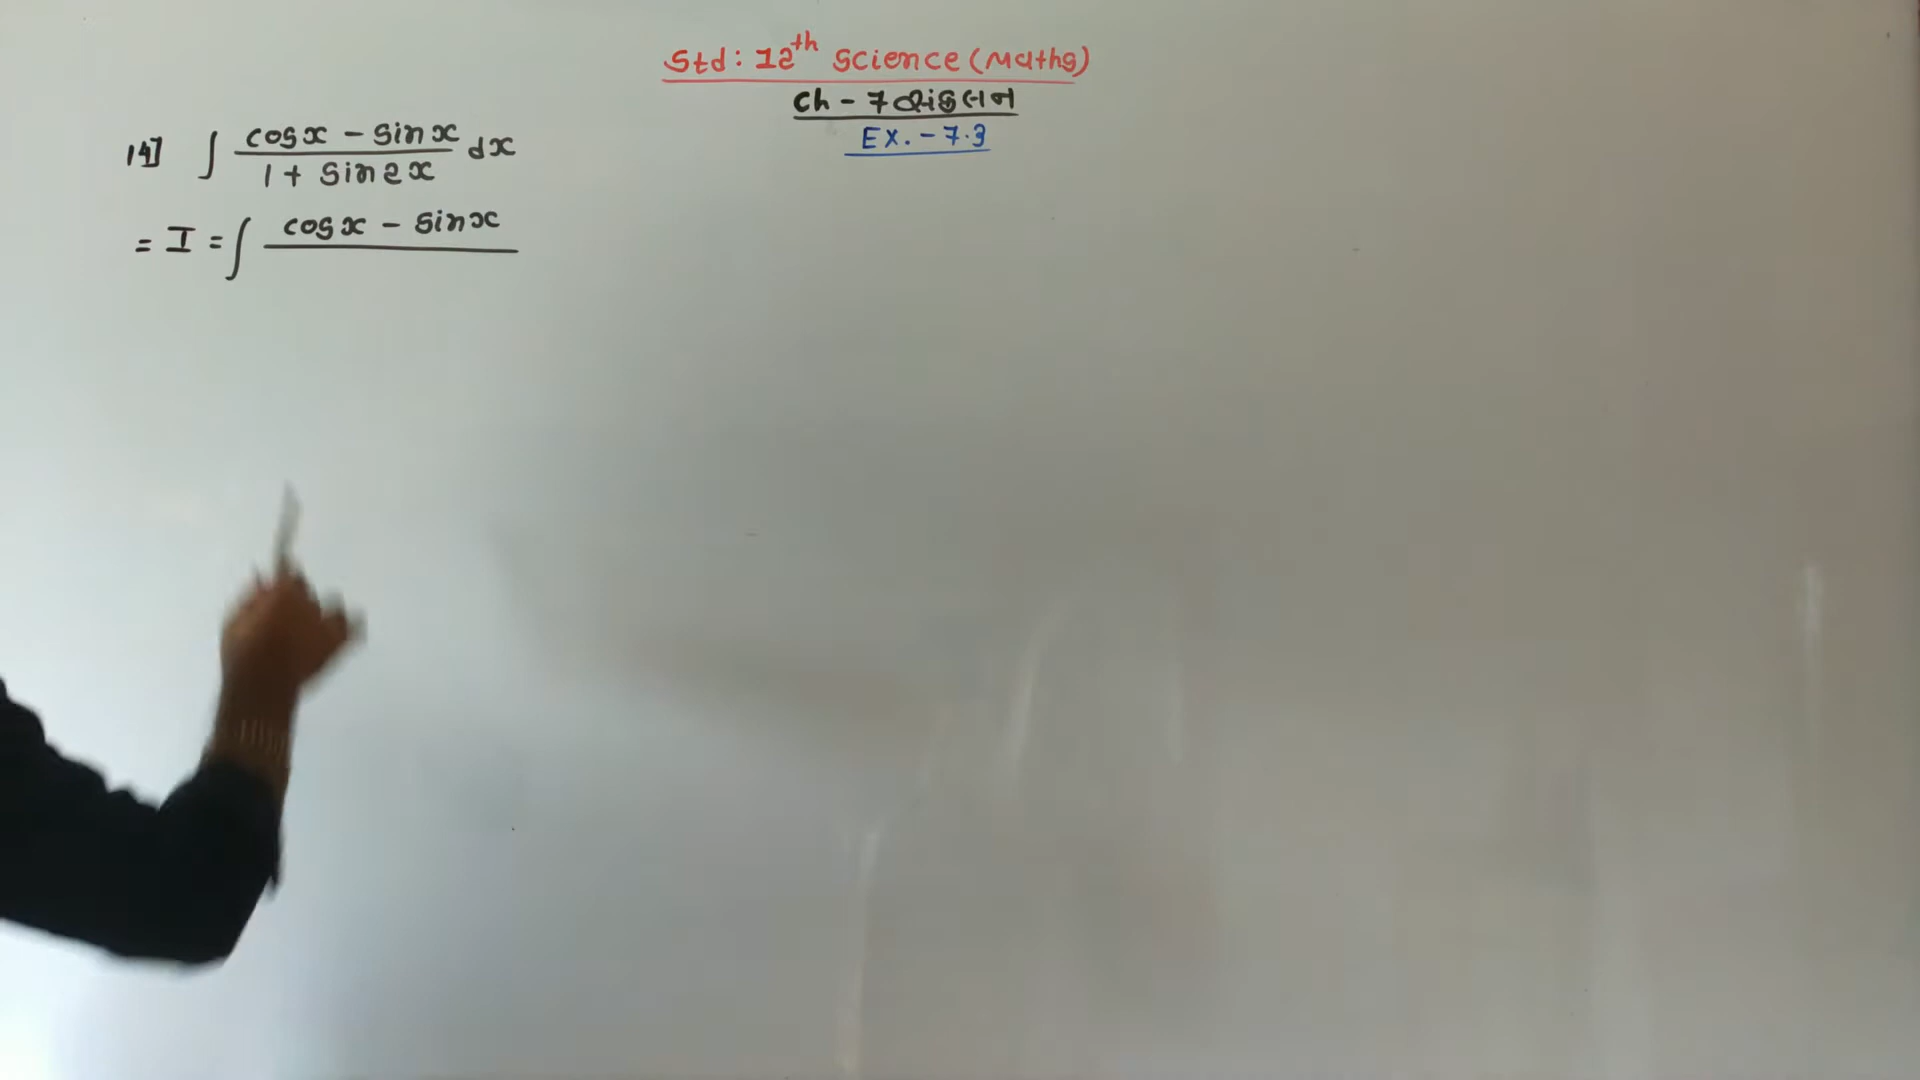 Std: 12th Science (Maths)
Ch - 7 સંકલન
Ex. - 7.3
14] ∫ (cosx - sinx)/(1 + sin2x) dx
= I = ∫ cosx - sinx